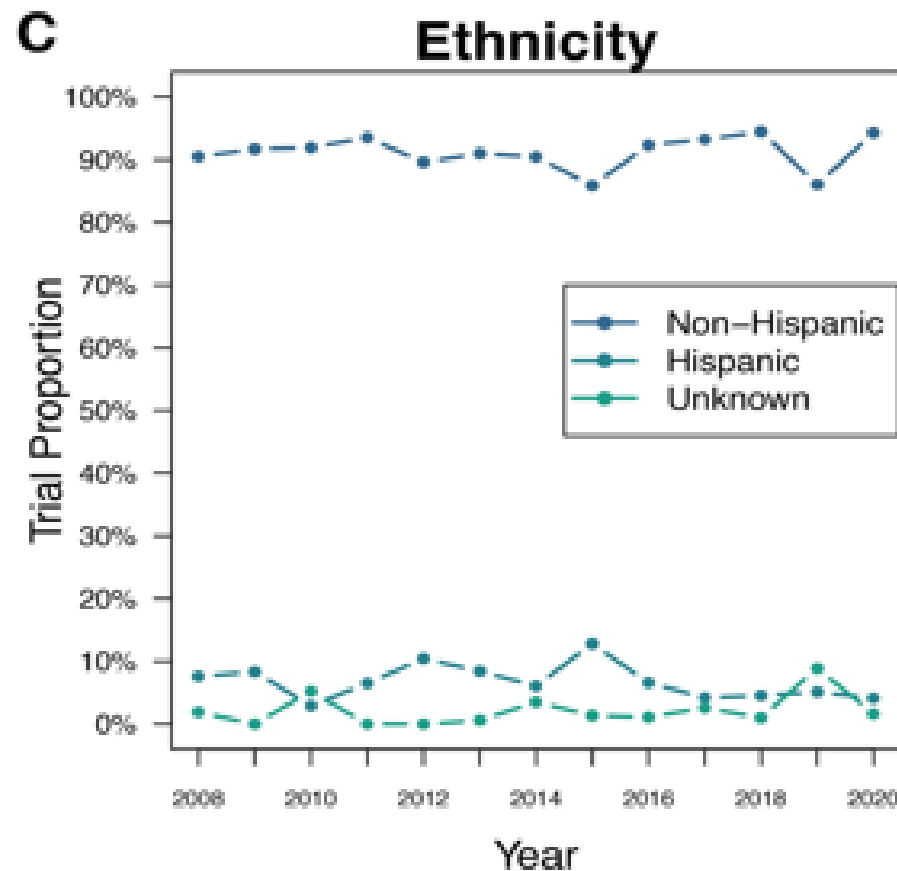 C
Ethnicity
100%
90%
80%
70%
60%
50%
40%
30%
20%
10%
0%
Trial Proportion
Non-Hispanic
Hispanic
Unknown
2008 2010 2012 2014 2016 2018 2020
Year